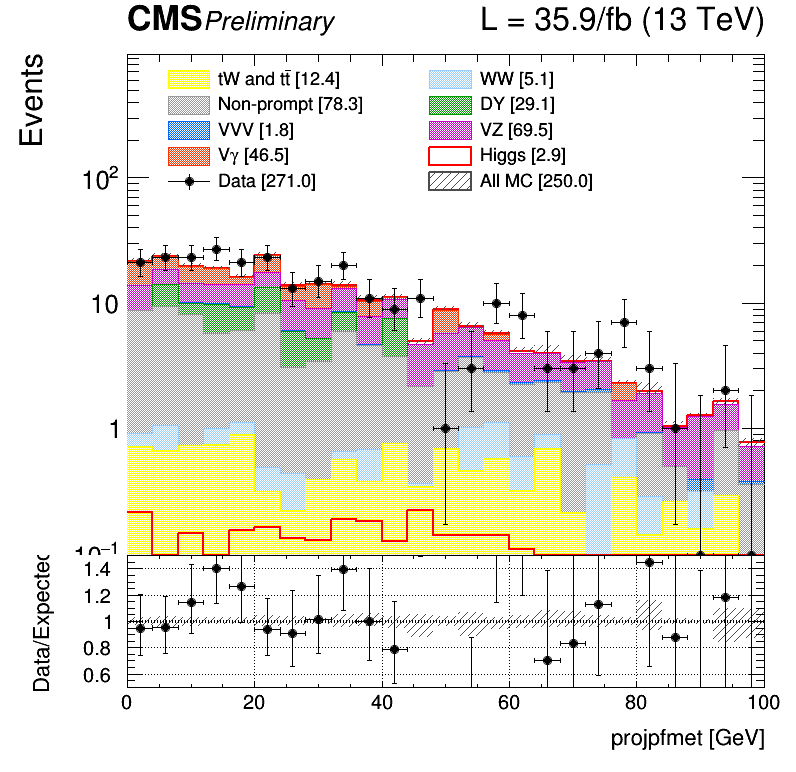 CMS Preliminary L = 35.9/fb (13 TeV)
Events
tW and tt̄ [12.4] WW [5.1]
Non-prompt [78.3] DY [29.1]
VVV [1.8] VZ [69.5]
Vγ [46.5] Higgs [2.9]
Data [271.0] All MC [250.0]
10²
10
1
10⁻¹
Data/Expected
1.4
1.2
1
0.8
0.6
0 20 40 60 80 100
projpfmet [GeV]